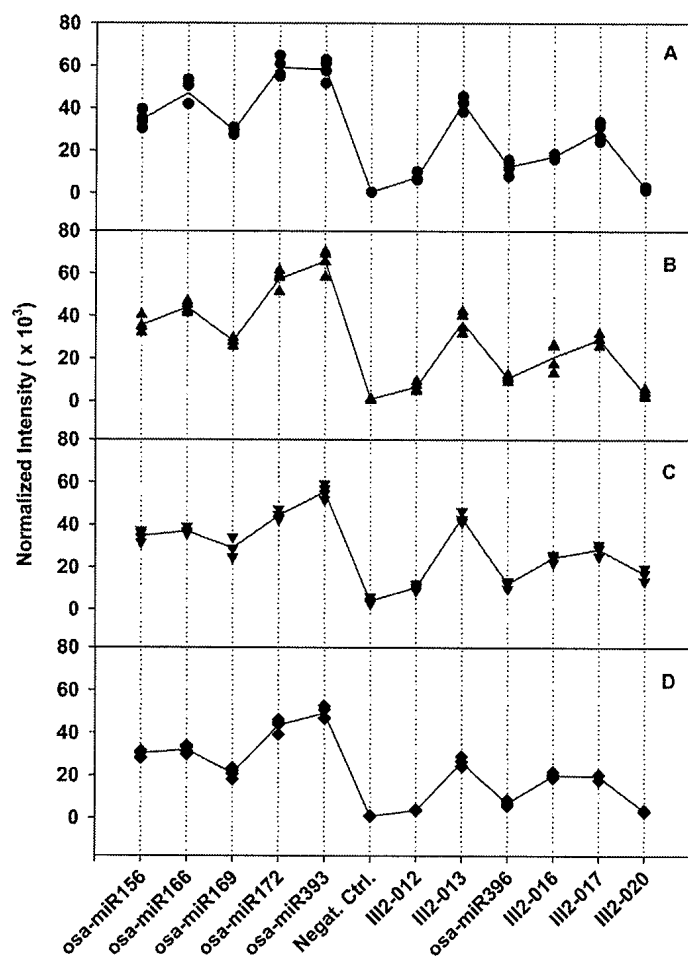 80
60
40
20
0
A
80
60
40
20
0
B
80
60
40
20
0
C
80
60
40
20
0
D
Normalized Intensity ( x 10³)
osa-miR156
osa-miR166
osa-miR169
osa-miR172
osa-miR393
Negat. Ctrl.
III2-012
III2-013
osa-miR396
III2-016
III2-017
III2-020